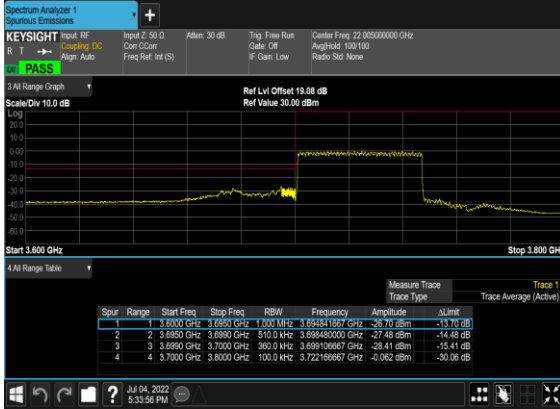 Spectrum Analyzer 1
Spurious Emissions
KEYSIGHT Input: RF Input Z: 50 Ω Atten: 30 dB Trig: Free Run Center Freq: 22.005000000 GHz
R T Coupling: DC Corr CCorr Gate: Off Avg|Hold: 100/100
Align: Auto Freq Ref: Int (S) IF Gain: Low Radio Std: None
PASS
3 All Range Graph Ref Lvl Offset 19.08 dB
Scale/Div 10.0 dB Ref Value 30.00 dBm
Log
20.0
10.0
0.00
-10.0
-20.0
-30.0
-40.0
-50.0
-60.0
Start 3.600 GHz Stop 3.800 GH
4 All Range Table
Measure Trace Trace 1
Trace Type Trace Average (Active)
Spur Range Start Freq Stop Freq RBW Frequency Amplitude ΔLimit
1 1 3.6000 GHz 3.6950 GHz 1.000 MHz 3.694841667 GHz -26.70 dBm -13.70 dB
2 2 3.6950 GHz 3.6990 GHz 510.0 kHz 3.698480000 GHz -27.48 dBm -14.48 dB
3 3 3.6990 GHz 3.7000 GHz 360.0 kHz 3.699106667 GHz -28.41 dBm -15.41 dB
4 4 3.7000 GHz 3.8000 GHz 100.0 kHz 3.722166667 GHz -0.062 dBm -30.06 dB
Jul 04, 2022
5:33:56 PM